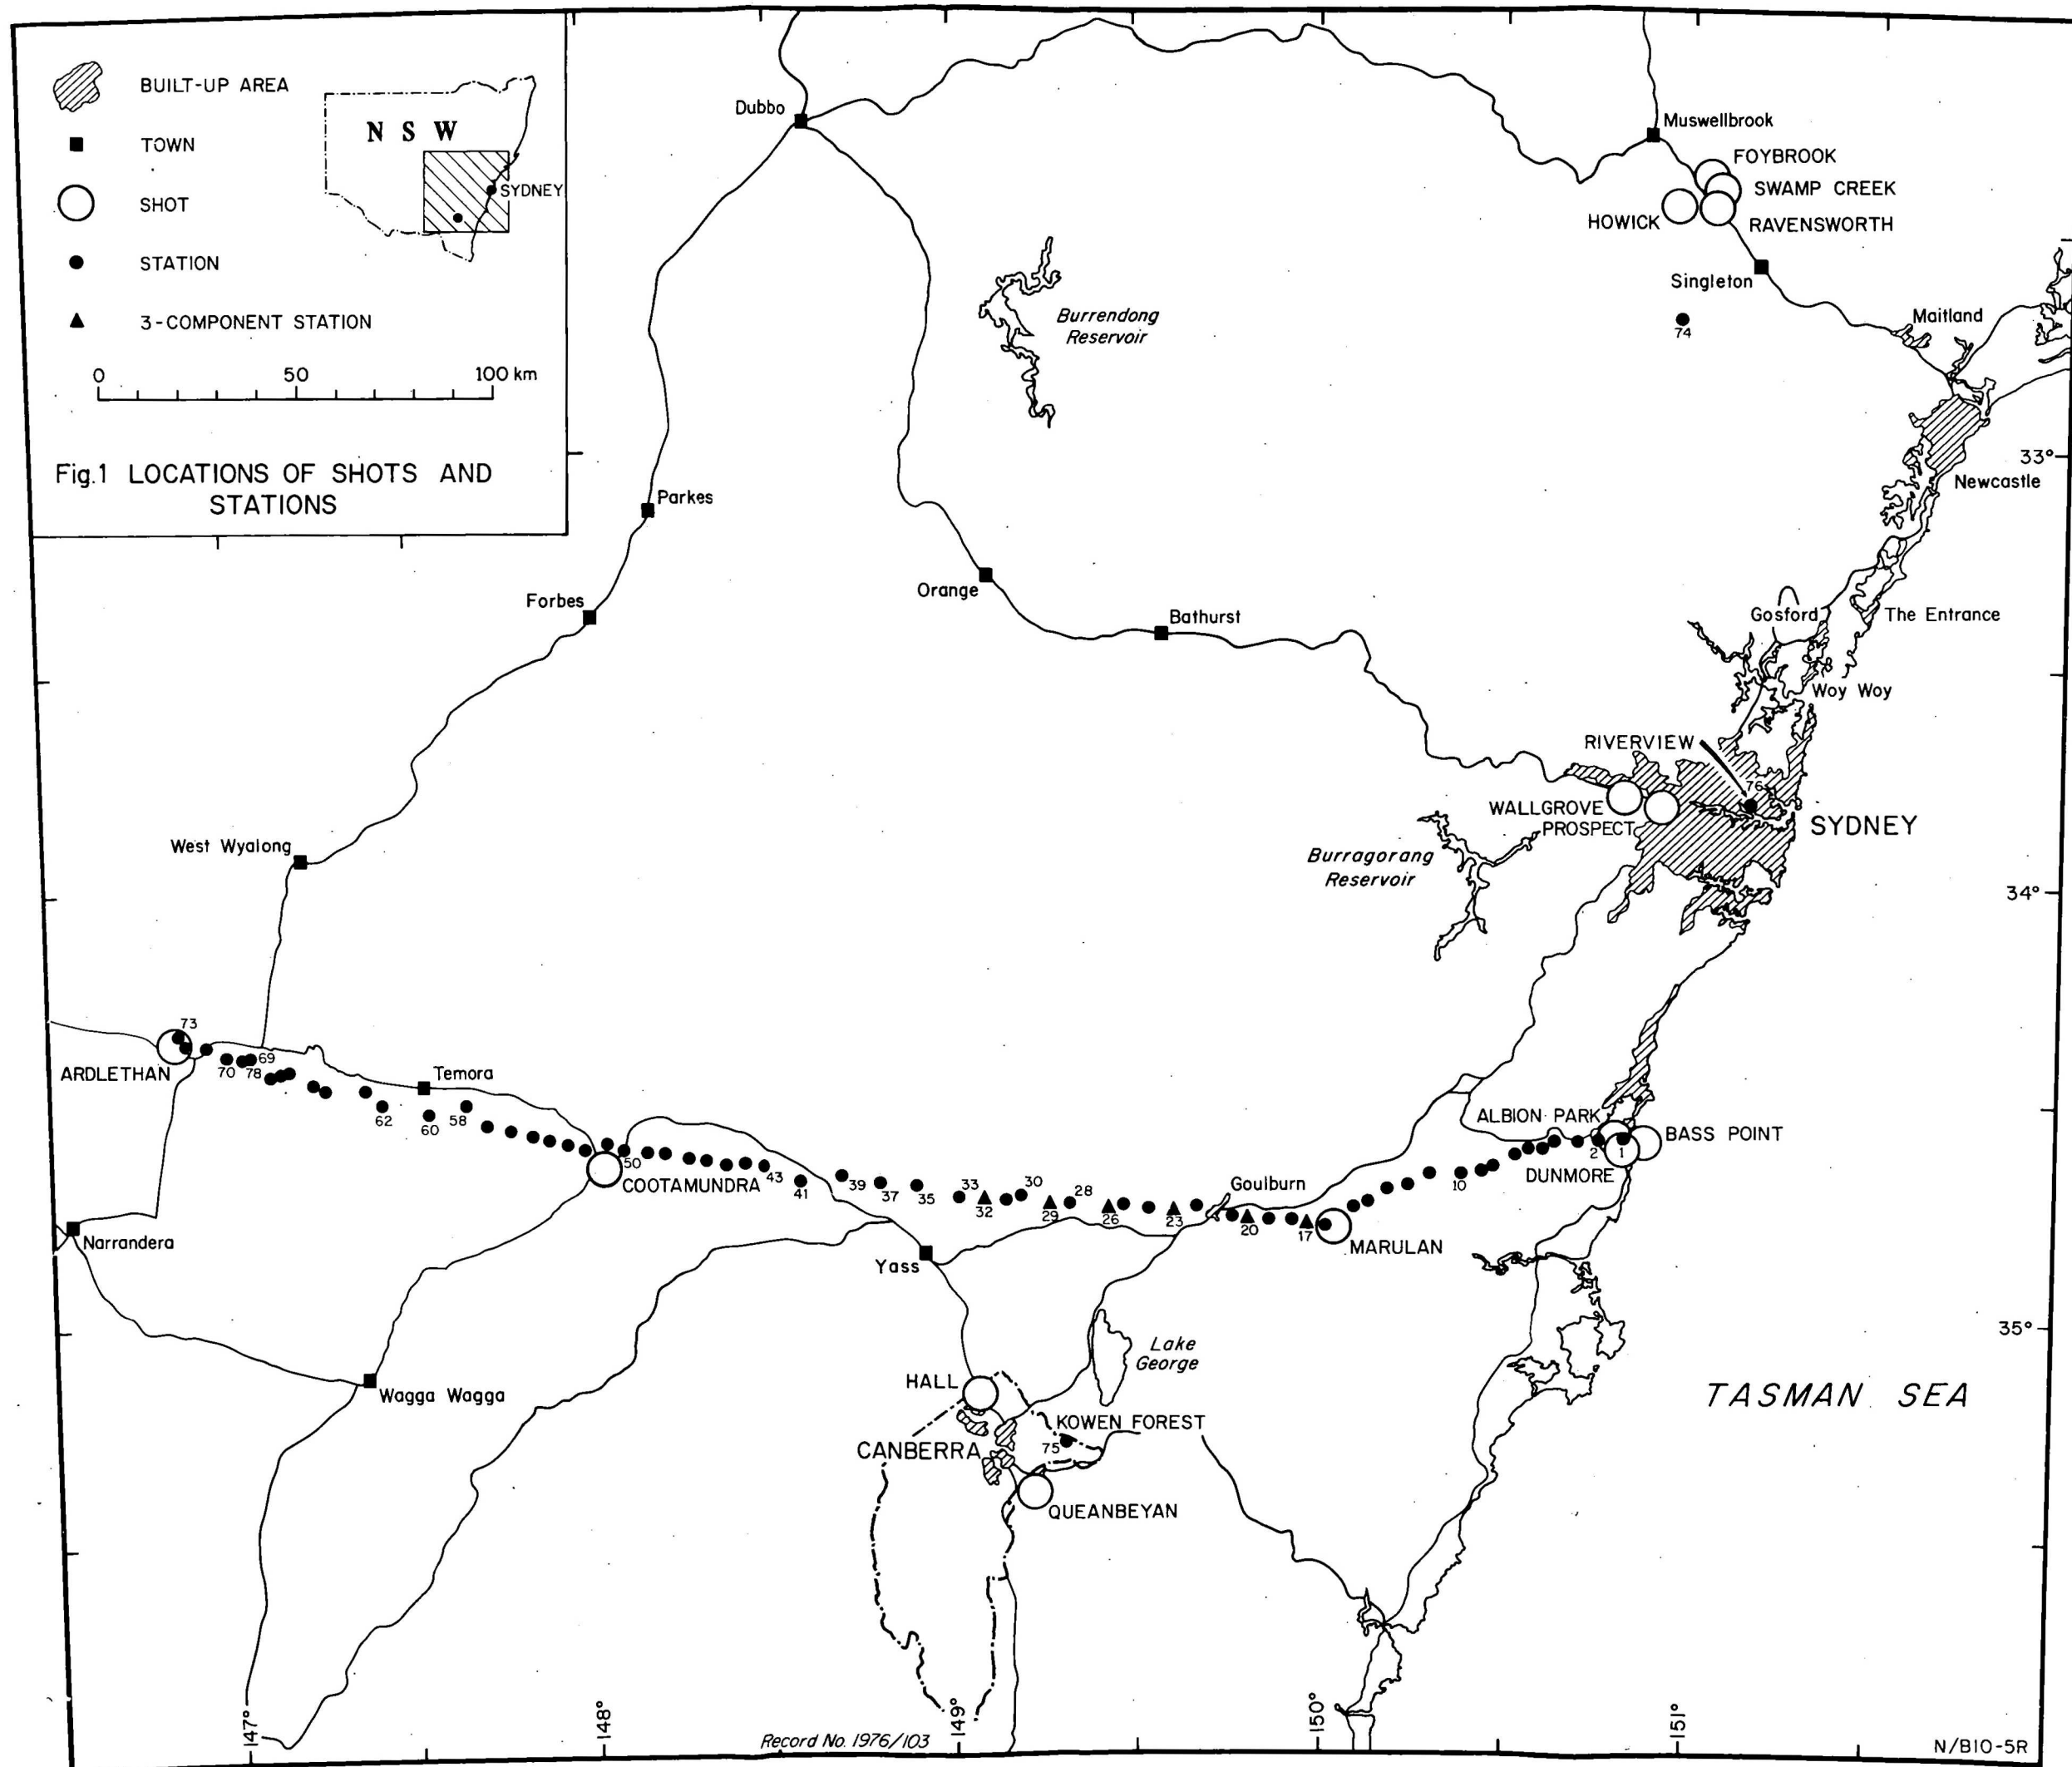 BUILT-UP AREA
TOWN
SHOT
STATION
3-COMPONENT STATION
N S W
SYDNEY
0 50 100 km
Fig.1 LOCATIONS OF SHOTS AND
STATIONS
Dubbo
Muswellbrook
FOYBROOK
SWAMP CREEK
HOWICK
RAVENSWORTH
Singleton
74
Maitland
Burrendong
Reservoir
33°
Newcastle
Parkes
Orange
Forbes
Bathurst
Gosford
The Entrance
Woy Woy
RIVERVIEW
76
WALLGROVE
PROSPECT
SYDNEY
West Wyalong
Burragorang
Reservoir
34°
73
ARDLETHAN
70
78
69
Temora
62
60
58
50
COOTAMUNDRA
43
41
39
37
35
33
32
30
29
28
26
23
Goulburn
20
17
MARULAN
10
ALBION PARK
2
1
BASS POINT
DUNMORE
Narrandera
Yass
35°
Lake
George
Wagga Wagga
HALL
KOWEN FOREST
75
CANBERRA
QUEANBEYAN
TASMAN SEA
147°
148°
149°
150°
151°
Record No. 1976/103
N/B10-5R